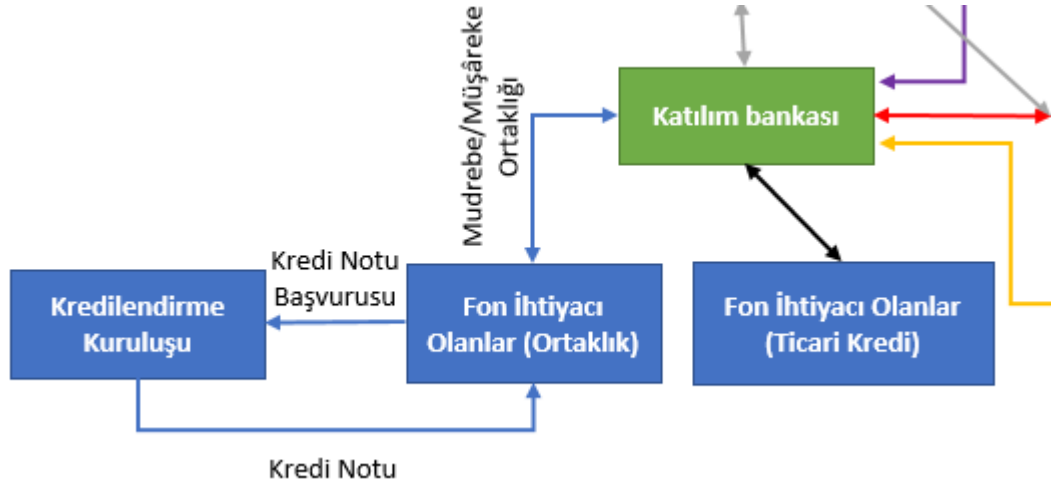 Mudrebe/Müşâreke
Ortaklığı
Katılım bankası
Kredi Notu
Başvurusu
Kredilendirme
Kuruluşu
Fon İhtiyacı
Olanlar (Ortaklık)
Fon İhtiyacı Olanlar
(Ticari Kredi)
Kredi Notu